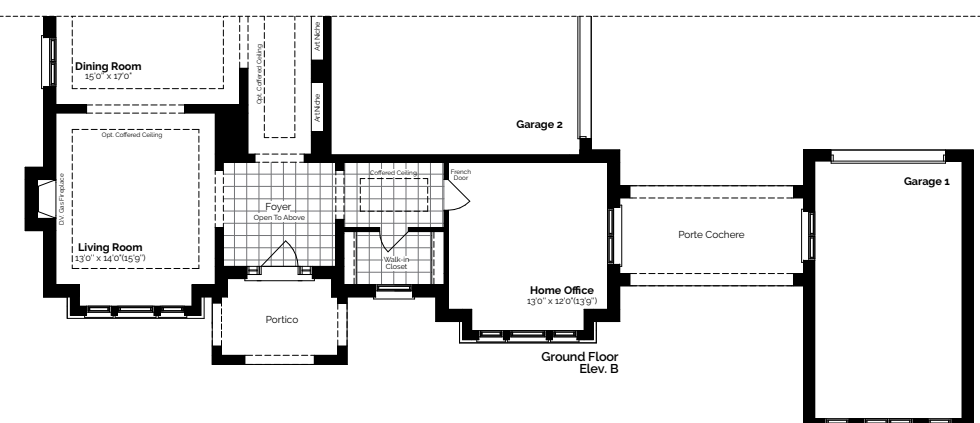 Dining Room
15'0" x 17'0"
Opt. Coffered Ceiling
Art Niche
Art Niche
Garage 2
Opt. Coffered Ceiling
D.V. Gas Fireplace
Living Room
13'0" x 14'0"(15'9")
Foyer
Open To Above
Coffered Ceiling
French
Door
Walk-in
Closet
Portico
Home Office
13'0" x 12'0"(13'9")
Porte Cochere
Garage 1
Ground Floor
Elev. B